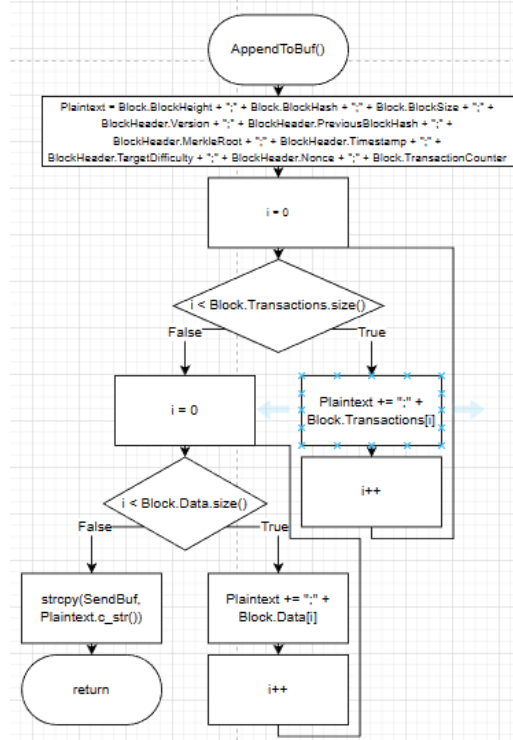 AppendToBuf()
Plaintext = Block.BlockHeight + ";" + Block.BlockHash + ";" + Block.BlockSize + ";" +
BlockHeader.Version + ";" + BlockHeader.PreviousBlockHash + ";" +
BlockHeader.MerkleRoot + ";" + BlockHeader.Timestamp + ";" +
BlockHeader.TargetDifficulty + ";" + BlockHeader.Nonce + ";" + Block.TransactionCounter
i = 0
i < Block.Transactions.size()
False
True
i = 0
Plaintext += ";" +
Block.Transactions[i]
i++
i < Block.Data.size()
False
True
strcpy(SendBuf,
Plaintext.c_str())
Plaintext += ";" +
Block.Data[i]
return
i++